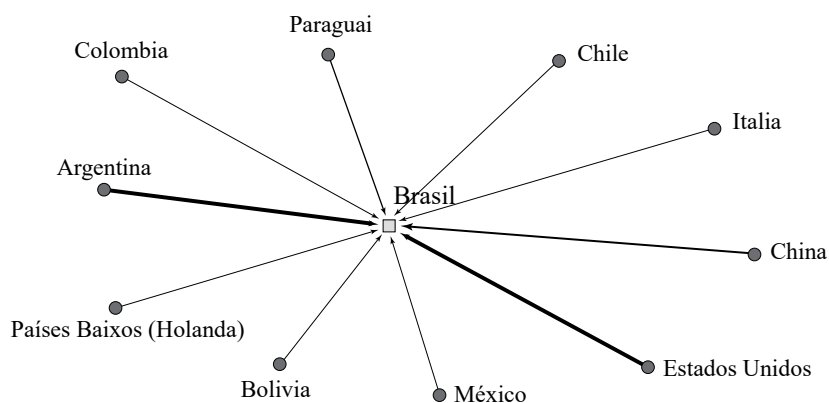 Paraguai
Colombia
Chile
Italia
Argentina
Brasil
China
Países Baixos (Holanda)
Estados Unidos
Bolivia
México